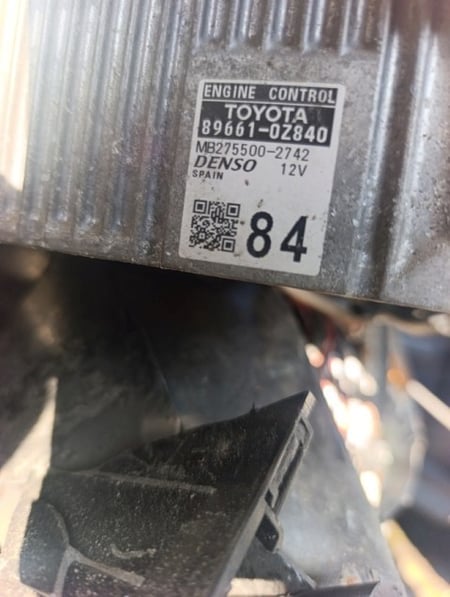 ENGINE CONTROL
TOYOTA
89661-0Z840
MB275500-2742
DENSO 12V
SPAIN
84